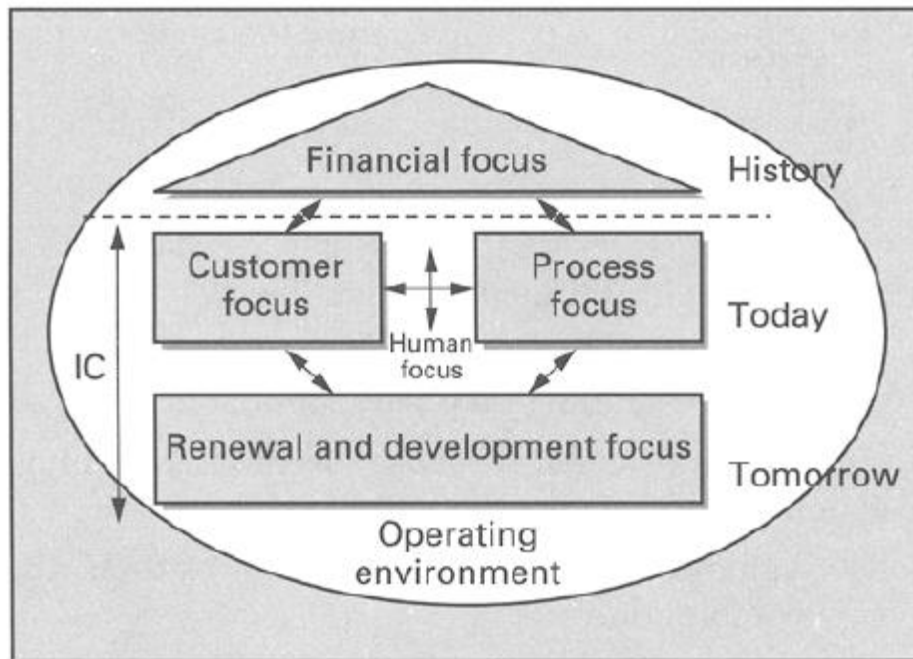 Financial focus
History
Customer
focus
Process
focus
Today
Human
focus
IC
Renewal and development focus
Tomorrow
Operating
environment